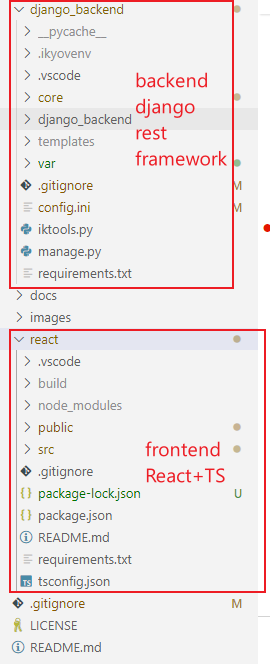 django_backend
__pycache__
.ikyovenv
.vscode
core
django_backend
templates
var
.gitignore M
config.ini M
iktools.py
manage.py
requirements.txt
backend
django
rest
framework
docs
images
react
.vscode
build
node_modules
public
src
.gitignore
package-lock.json U
package.json
README.md
requirements.txt
TS tsconfig.json
frontend
React+TS
.gitignore M
LICENSE
README.md